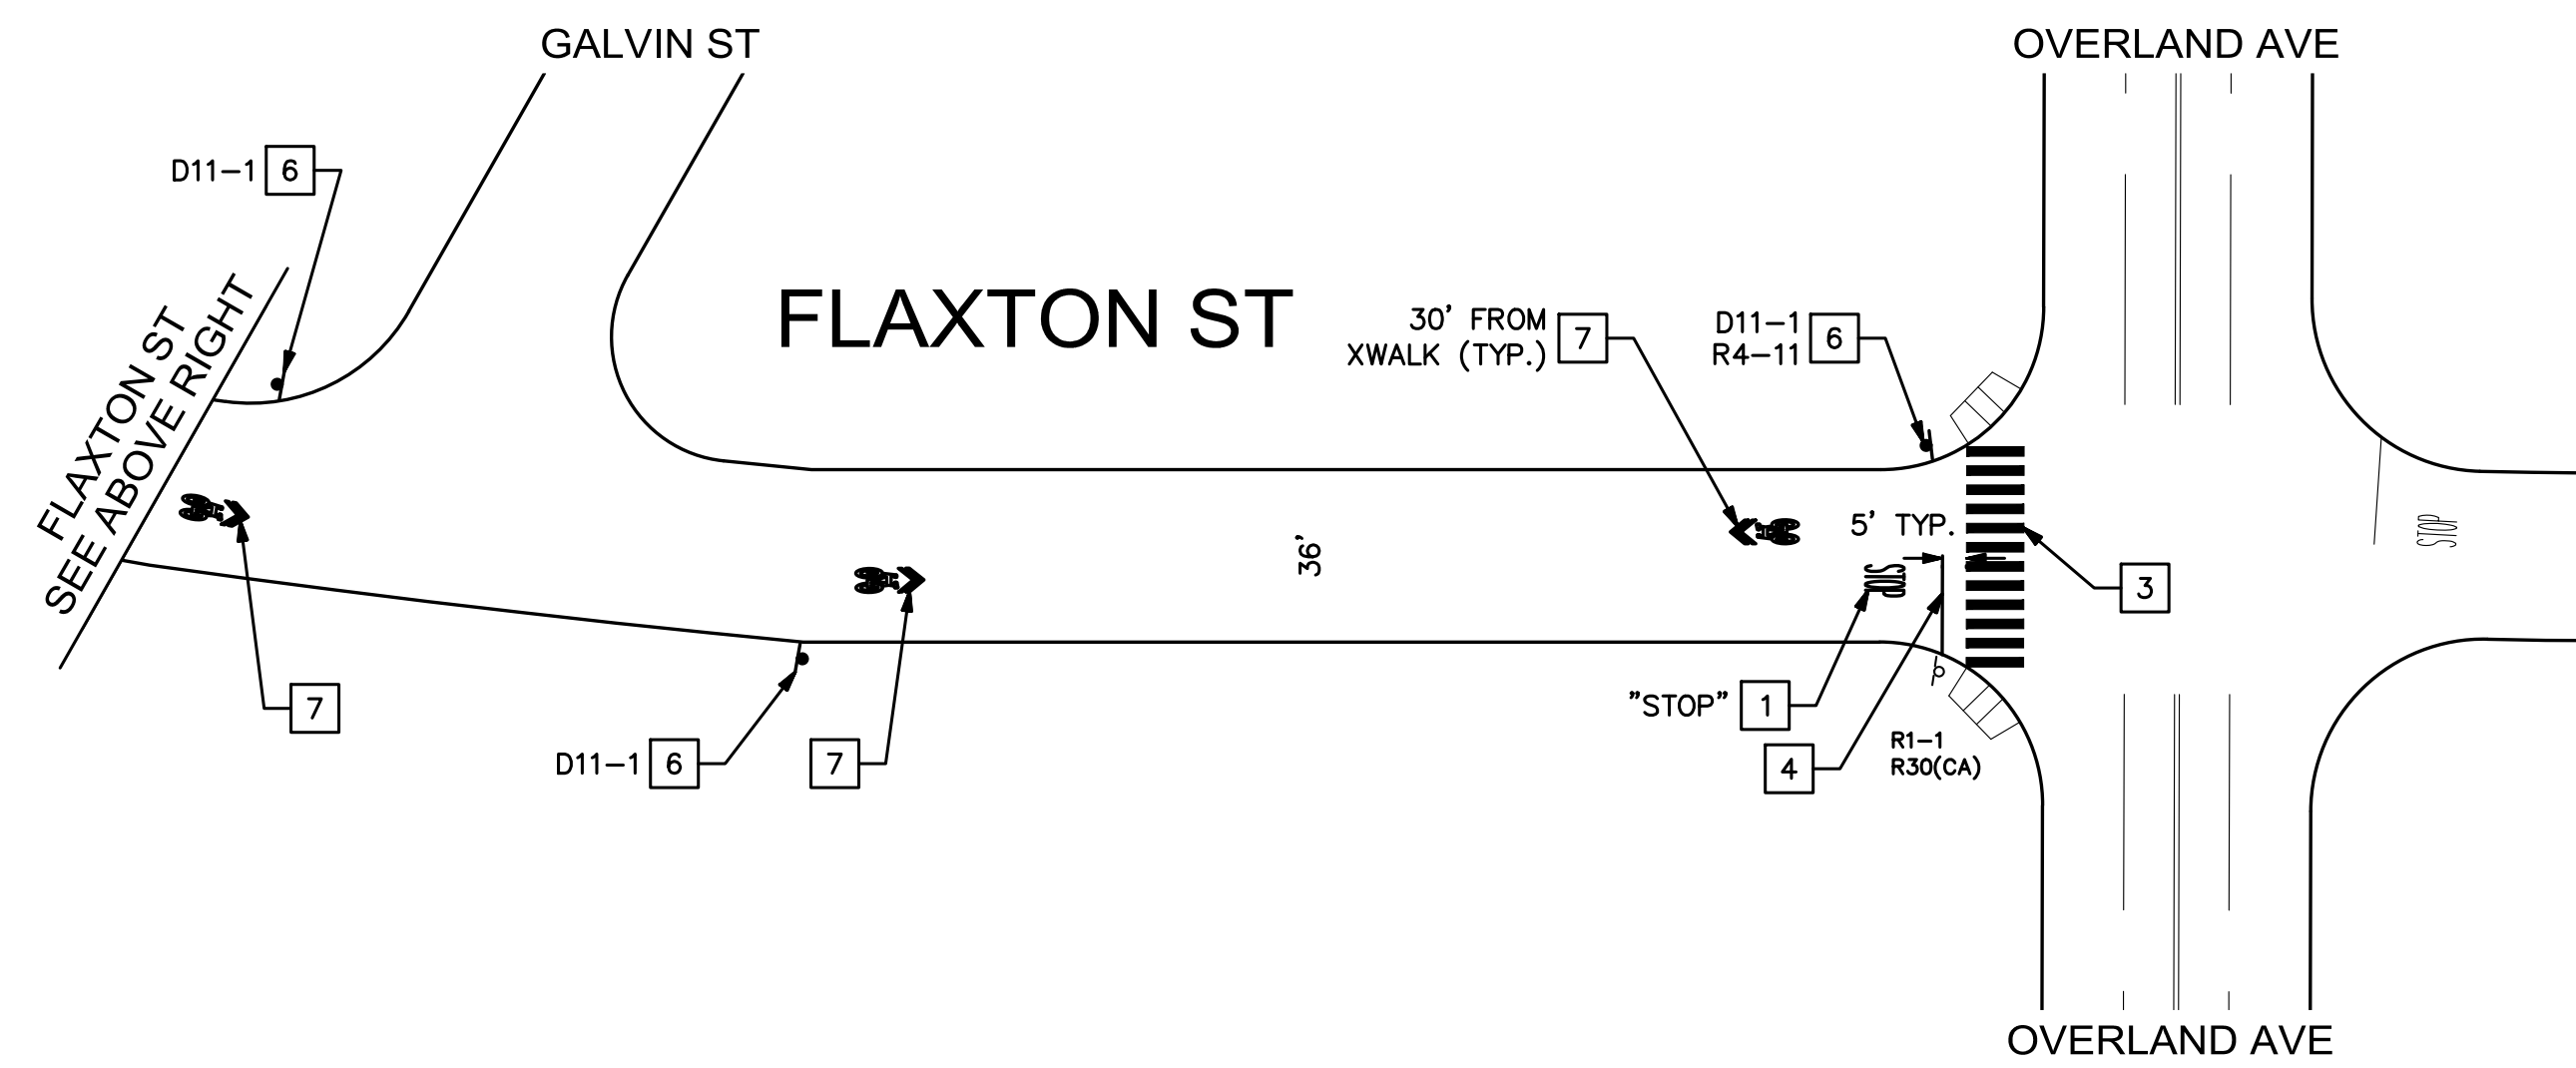 GALVIN ST
OVERLAND AVE
D11-1 6
FLAXTON ST
SEE ABOVE RIGHT
FLAXTON ST
30' FROM
XWALK (TYP.)
7
D11-1
R4-11
6
5' TYP.
36'
STOP
STOP
3
7
"STOP" 1
D11-1 6
7
4
R1-1
R30(CA)
OVERLAND AVE